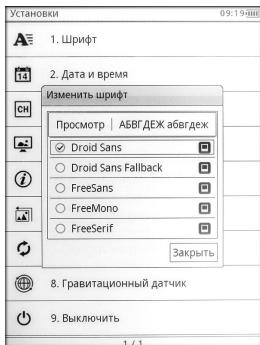 Установки 09:19
1. Шрифт
14 2. Дата и время
Изменить шрифт
CH
Просмотр | АБВГДЕЖ абвгдеж
Droid Sans
Droid Sans Fallback
FreeSans
FreeMono
FreeSerif
Закрыть
8. Гравитационный датчик
9. Выключить
1 / 1